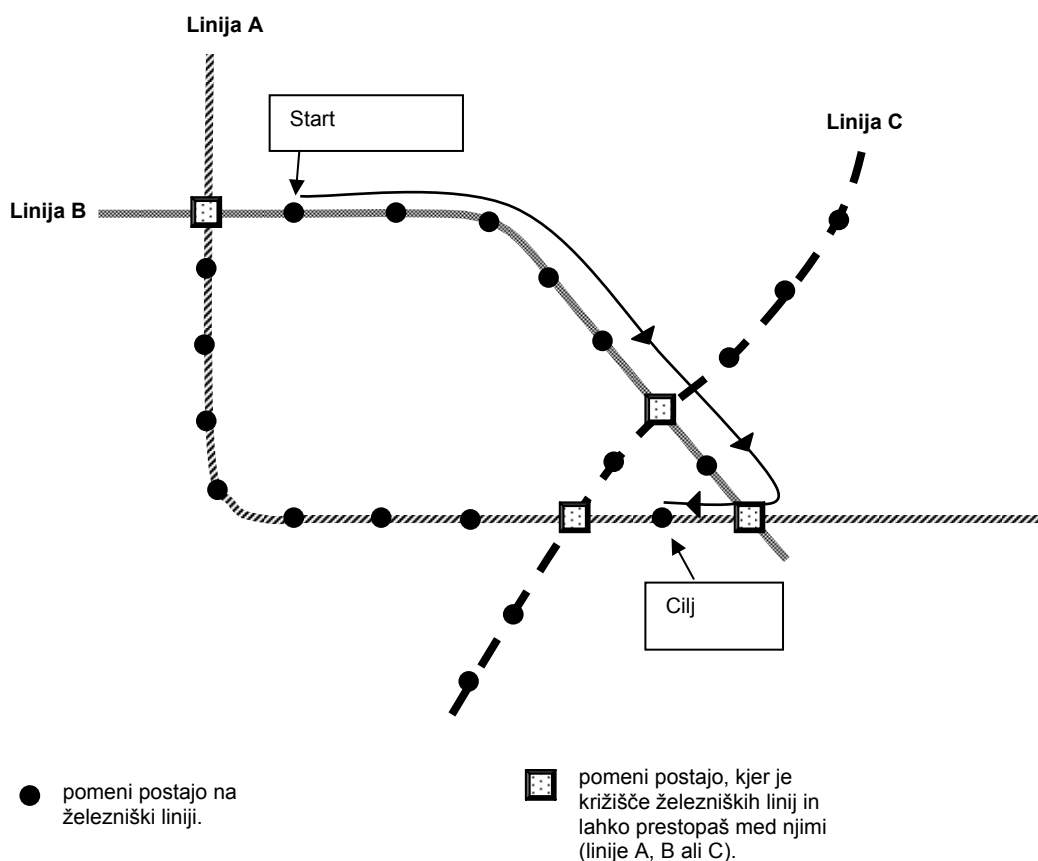 Linija A
Start
Linija C
Linija B
Cilj
pomeni postajo na
železniški liniji.
pomeni postajo, kjer je
križišče železniških linij in
lahko prestopaš med njimi
(linije A, B ali C).